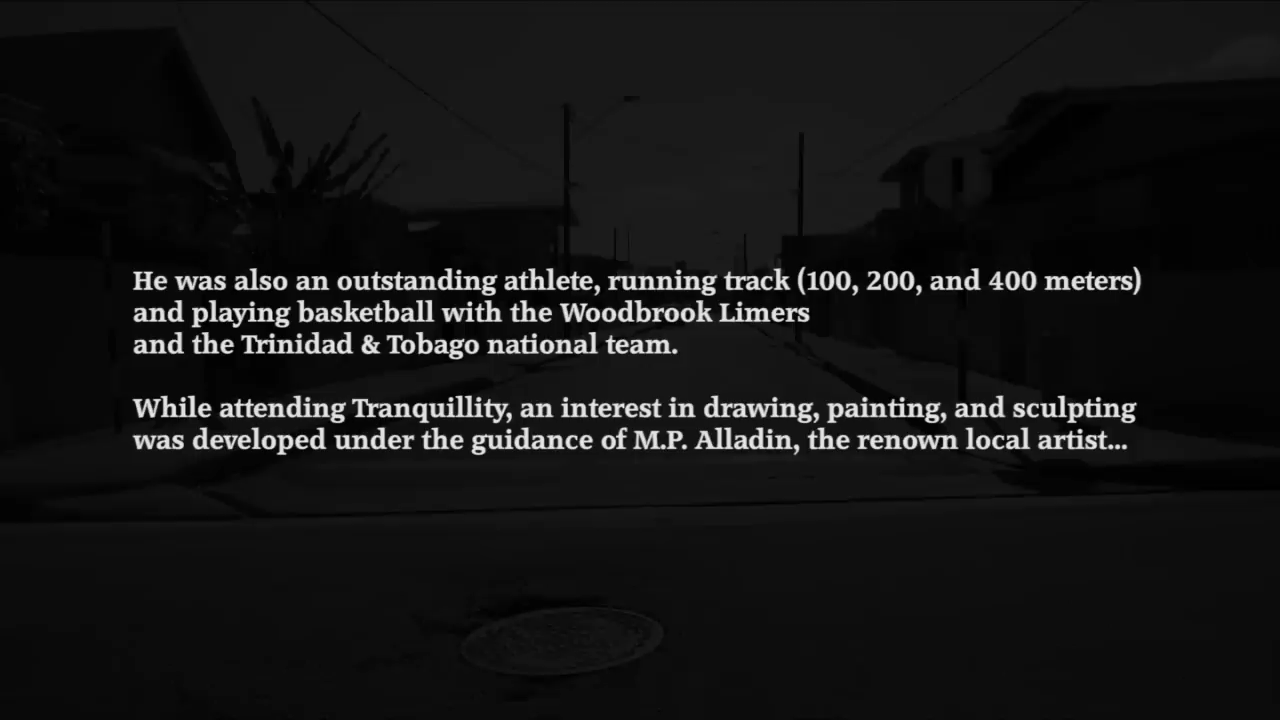 He was also an outstanding athlete, running track (100, 200, and 400 meters)
and playing basketball with the Woodbrook Limers
and the Trinidad & Tobago national team.
While attending Tranquillity, an interest in drawing, painting, and sculpting
was developed under the guidance of M.P. Alladin, the renown local artist...